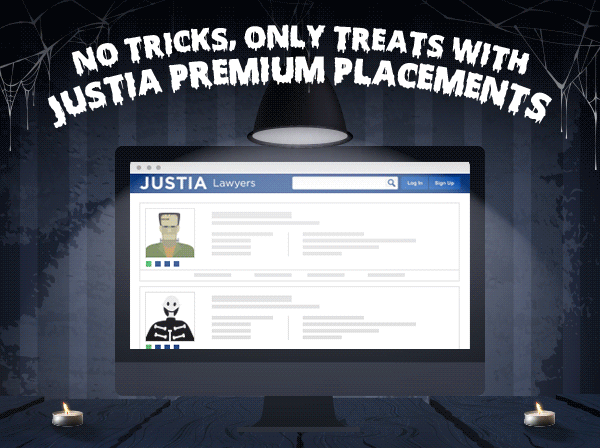 NO TRICKS, ONLY TREATS WITH
JUSTIA PREMIUM PLACEMENTS
JUSTIA Lawyers
Log In
Sign Up